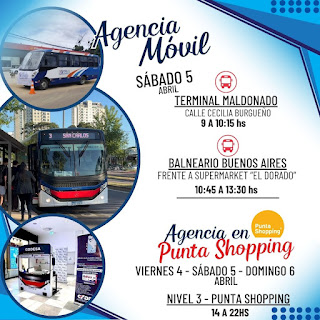 Agencia
Móvil
SÁBADO 5
ABRIL
TERMINAL MALDONADO
CALLE CECILIA BURGUEÑO
9 A 10:15 hs
BALNEARIO BUENOS AIRES
FRENTE A SUPERMARKET "EL DORADO"
10:45 A 13:30 hs
Agencia en
Punta Shopping
Punta
Shopping
VIERNES 4 - SÁBADO 5 - DOMINGO 6
ABRIL
NIVEL 3 - PUNTA SHOPPING
14 A 22HS
3 SAN CARLOS
CODESA